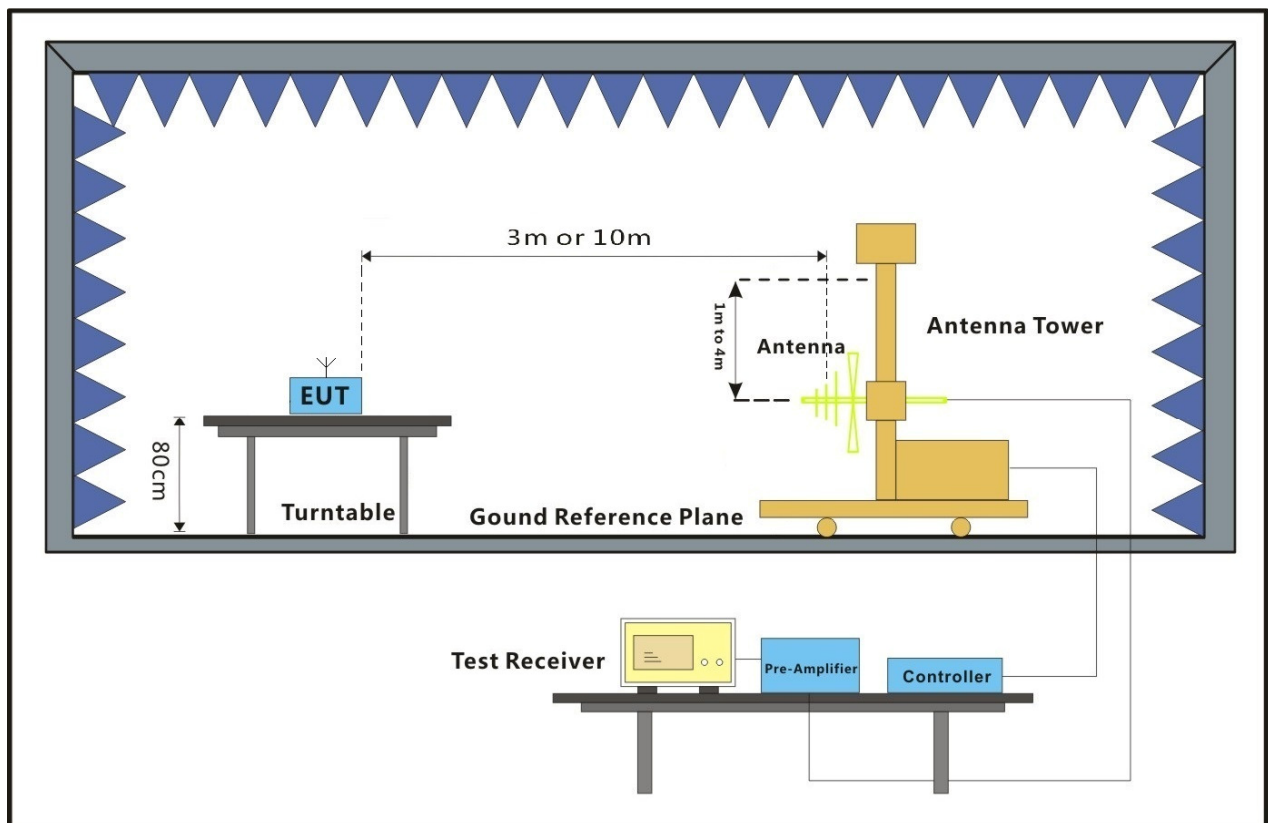 3m or 10m
1m to 4m
Antenna Tower
Antenna
EUT
80cm
Turntable
Gound Reference Plane
Test Receiver
Pre-Amplifier
Controller